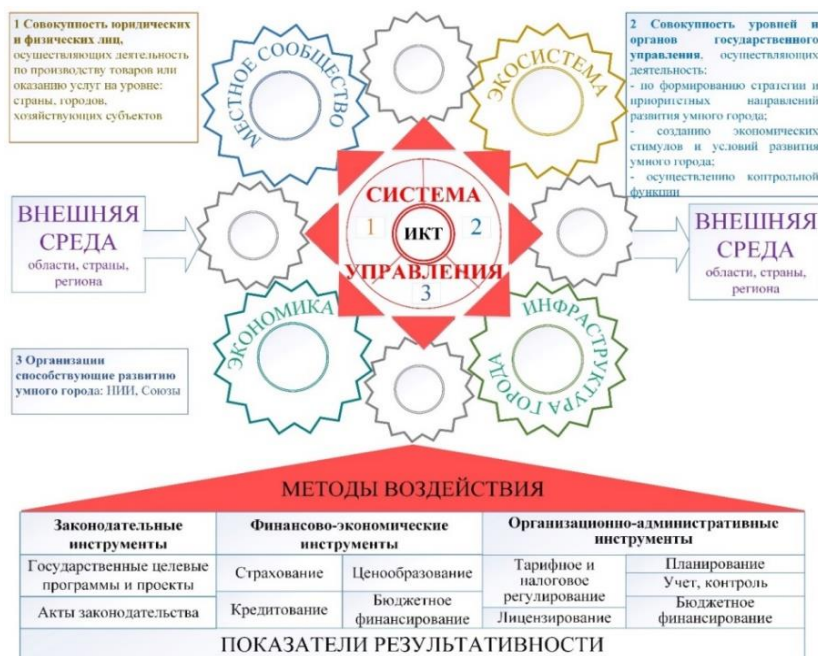 1 Совокупность юридических
и физических лиц,
осуществляющих деятельность
по производству товаров или
оказанию услуг на уровне:
страны, городов,
хозяйствующих субъектов
МЕСТНОЕ СООБЩЕСТВО
ЭКОСИСТЕМА
2 Совокупность уровней и
органов государственного
управления, осуществляющих
деятельность:
- по формированию стратегии и
приоритетных направлений
развития умного города;
- созданию экономических
стимулов и условий развития
умного города;
- осуществлению контрольной
функции
ВНЕШНЯЯ
СРЕДА
области, страны,
региона
СИСТЕМА
1
ИКТ
2
УПРАВЛЕНИЯ
3
ВНЕШНЯЯ
СРЕДА
области, страны,
региона
ЭКОНОМИКА
ИНФРАСТРУКТУРА ГОРОДА
3 Организации
способствующие развитию
умного города: НИИ, Союзы
МЕТОДЫ ВОЗДЕЙСТВИЯ
Законодательные
инструменты
Финансово-экономические
инструменты
Организационно-административные
инструменты
Государственные целевые
программы и проекты
Акты законодательства
Страхование
Ценообразование
Кредитование
Бюджетное
финансирование
Тарифное и
налоговое
регулирование
Лицензирование
Планирование
Учет, контроль
Бюджетное
финансирование
ПОКАЗАТЕЛИ РЕЗУЛЬТАТИВНОСТИ